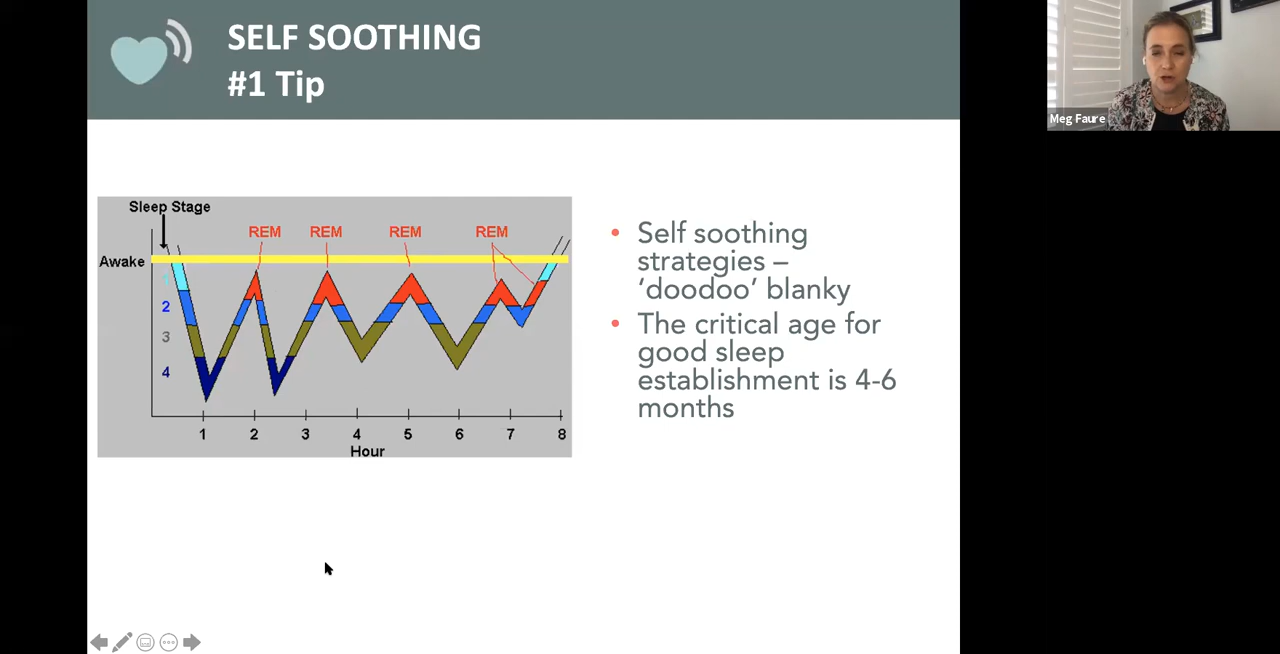 SELF SOOTHING
#1 Tip
Meg Faure
Sleep Stage
REM REM REM REM
Awake
1
2
3
4
1 2 3 4 5 6 7 8
Hour
• Self soothing
strategies –
‘doodoo’ blanky
• The critical age for
good sleep
establishment is 4-6
months